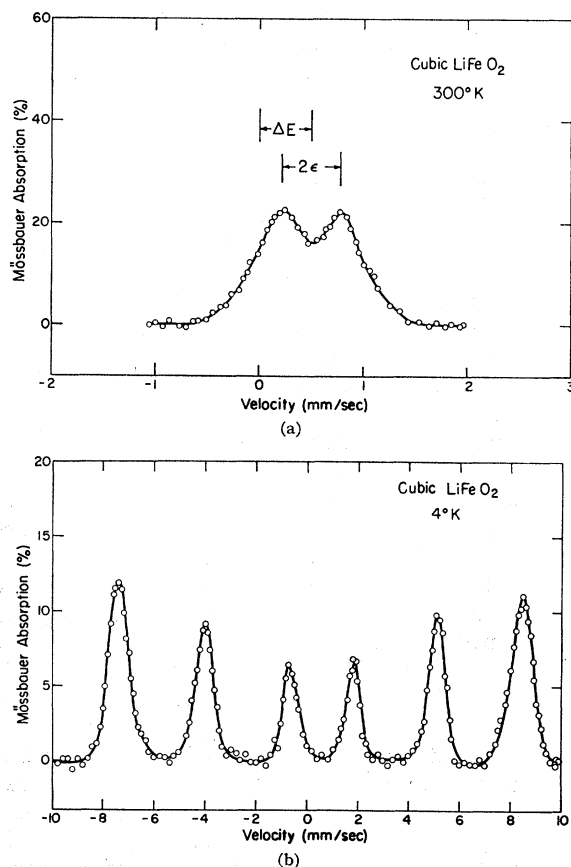 60
40
20
0
Mössbauer Absorption (%)
Cubic LiFe O2
300° K
ΔE
2ϵ
-2
-1
0
1
2
3
Velocity (mm/sec)
(a)
20
15
10
5
0
Mössbauer Absorption (%)
Cubic LiFe O2
4° K
-10
-8
-6
-4
-2
0
2
4
6
8
10
Velocity (mm/sec)
(b)